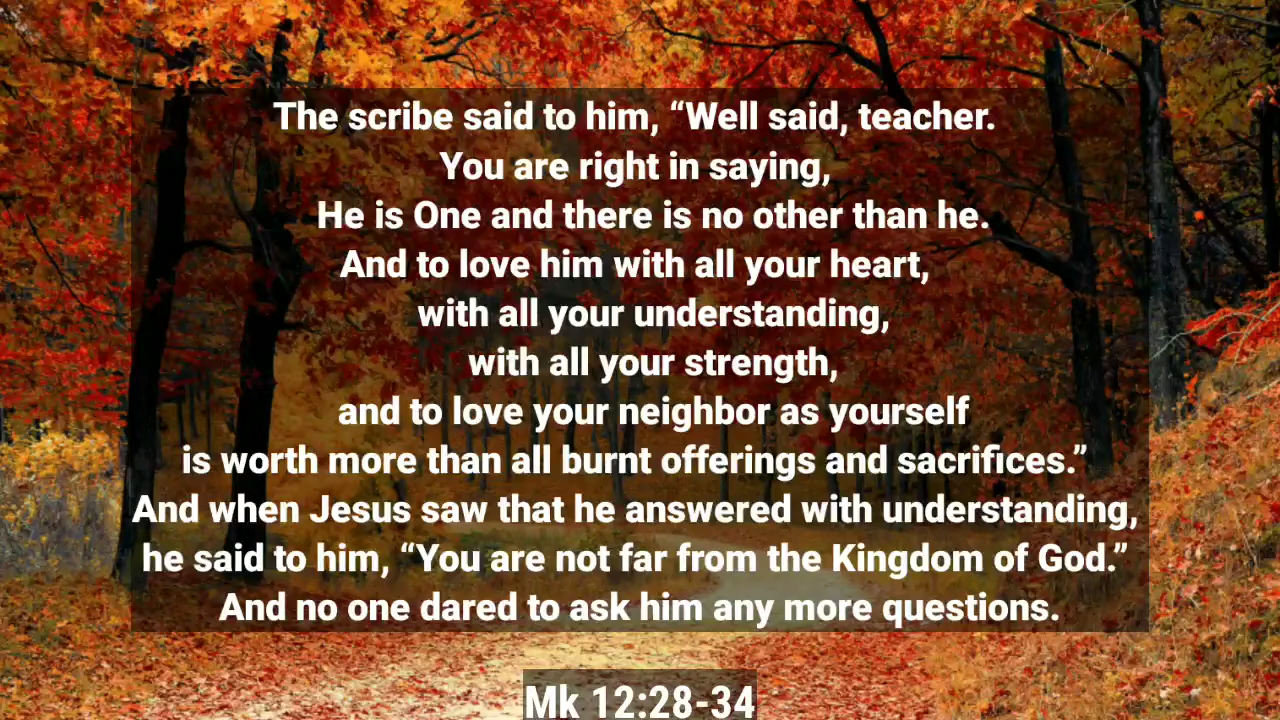 The scribe said to him, “Well said, teacher.
You are right in saying,
He is One and there is no other than he.
And to love him with all your heart,
with all your understanding,
with all your strength,
and to love your neighbor as yourself
is worth more than all burnt offerings and sacrifices.”
And when Jesus saw that he answered with understanding,
he said to him, “You are not far from the Kingdom of God.”
And no one dared to ask him any more questions.
Mk 12:28-34